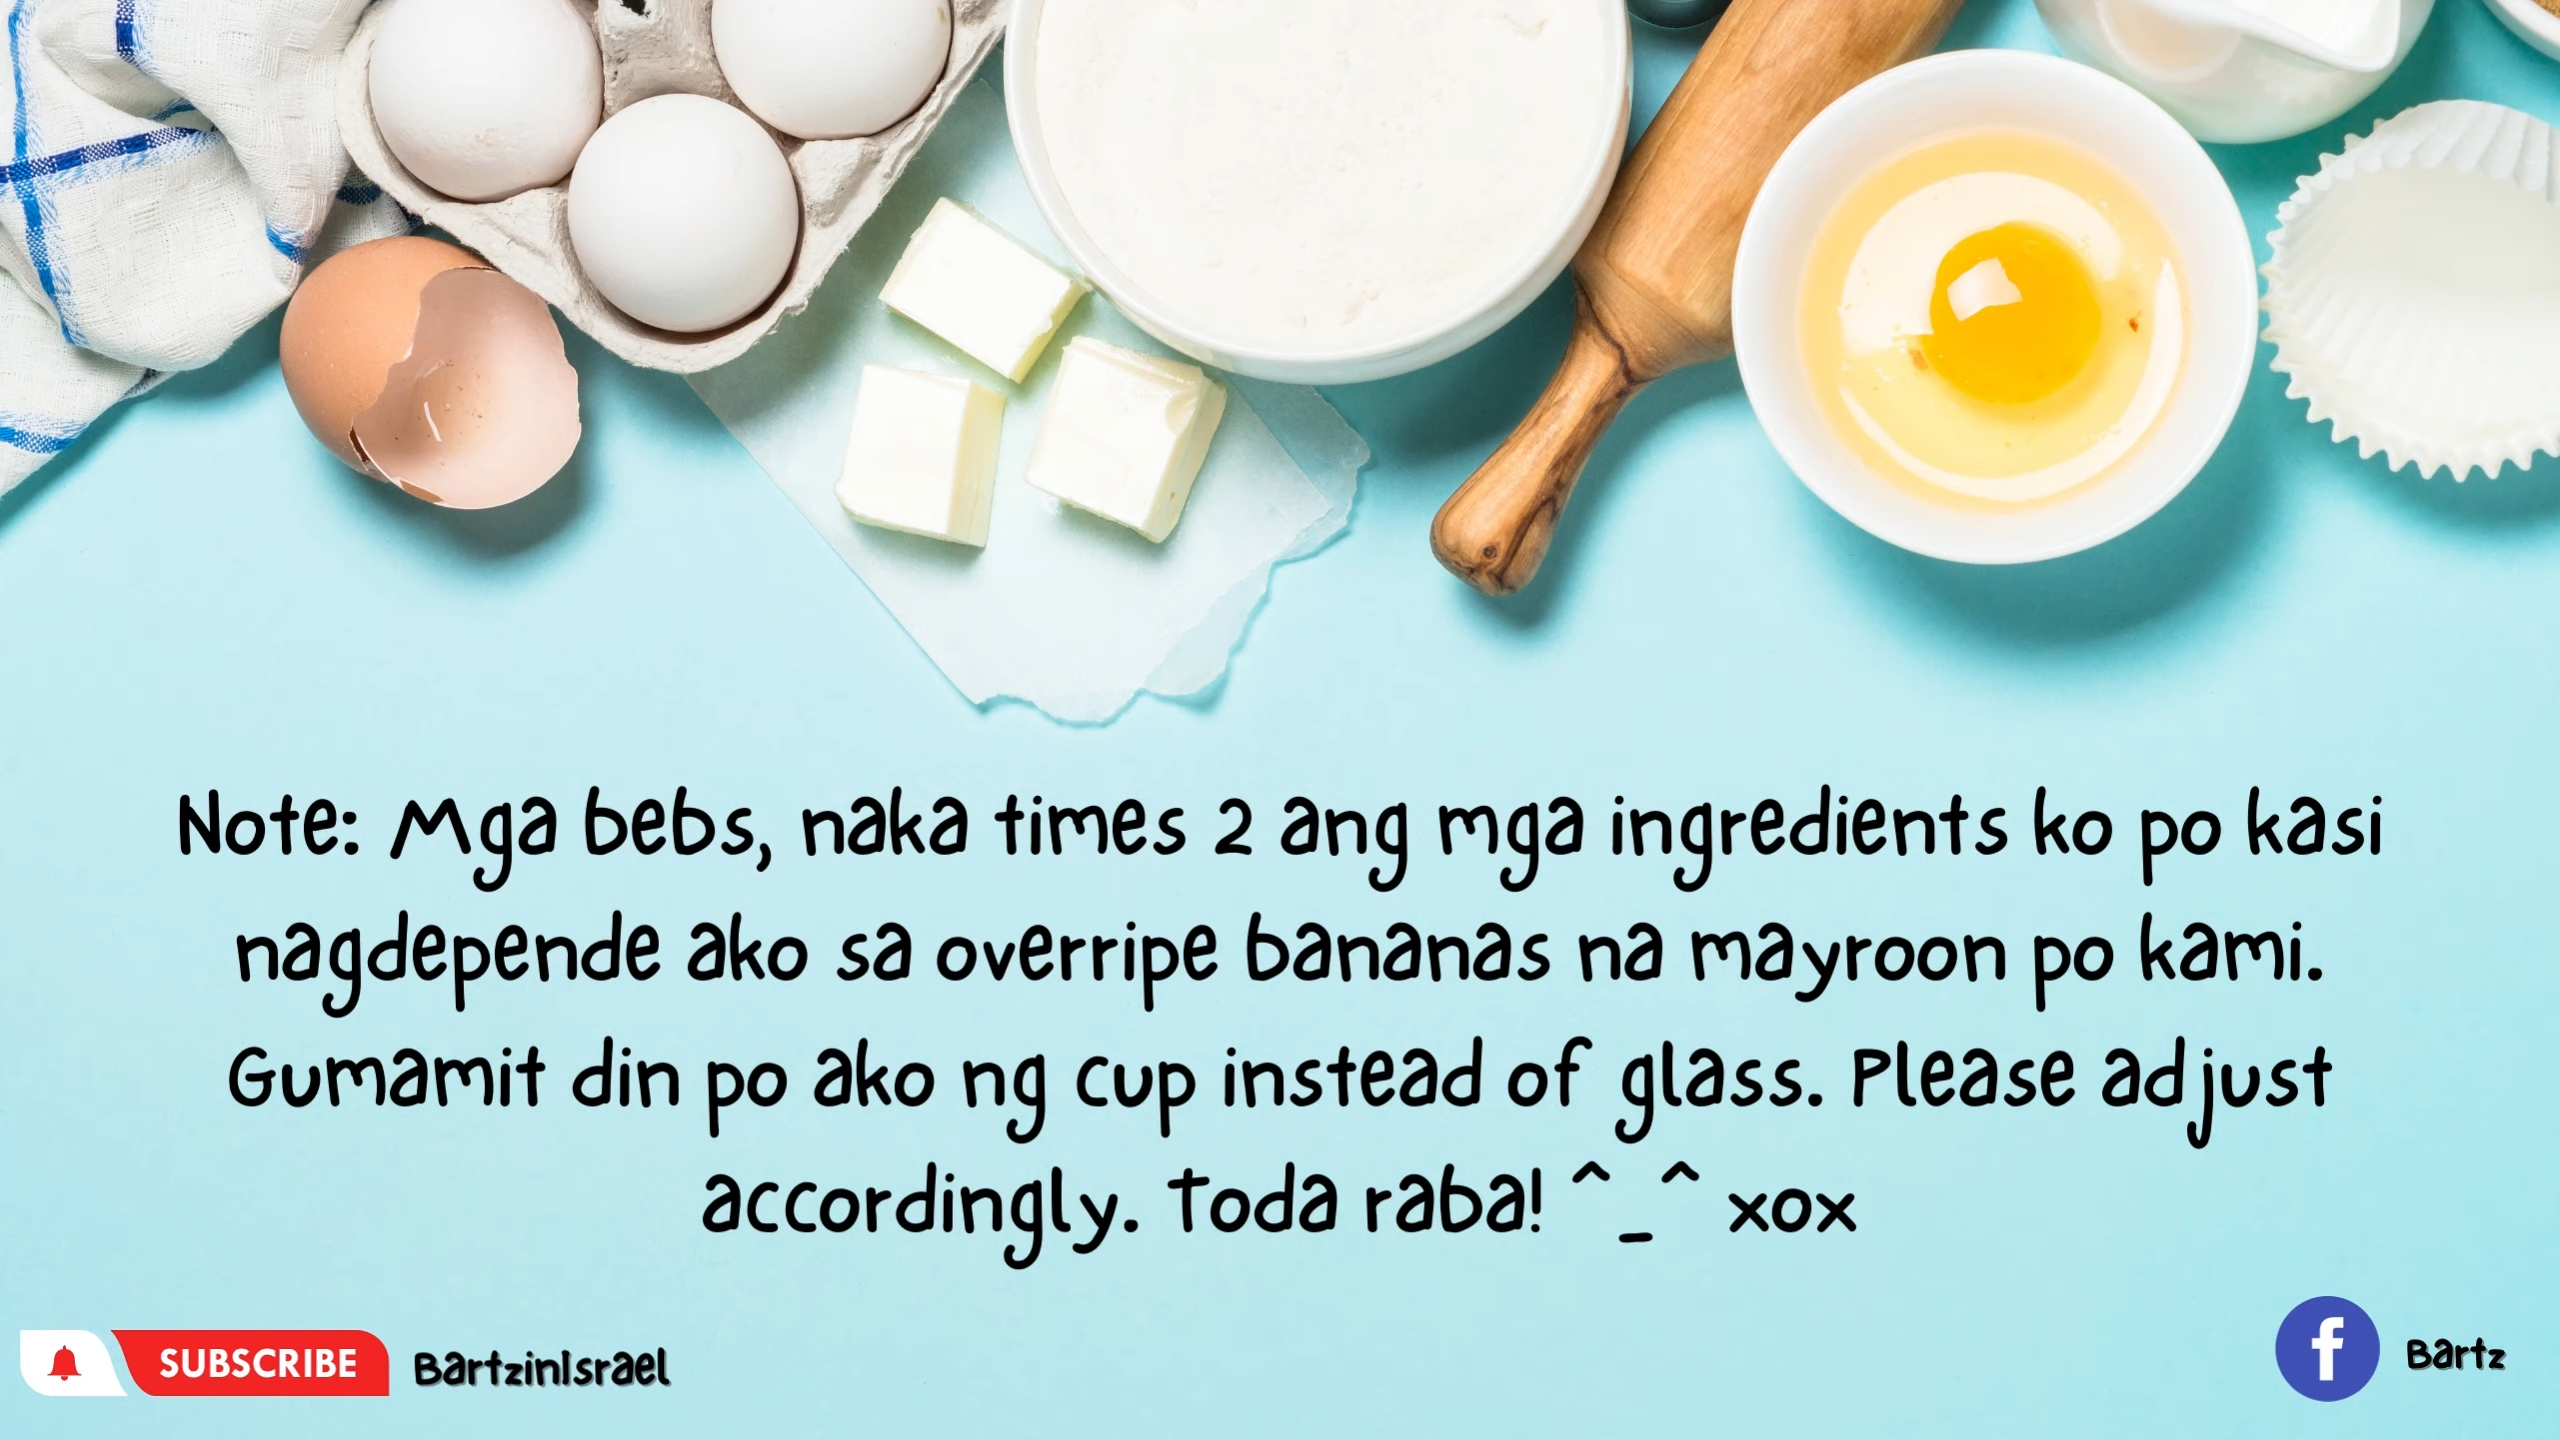 Note: Mga bebs, naka times 2 ang mga ingredients ko po kasi
nagdepende ako sa overripe bananas na mayroon po kami.
Gumamit din po ako ng cup instead of glass. Please adjust
accordingly. Toda raba! ^_^ xox
SUBSCRIBE
BartzinIsrael
f
Bartz